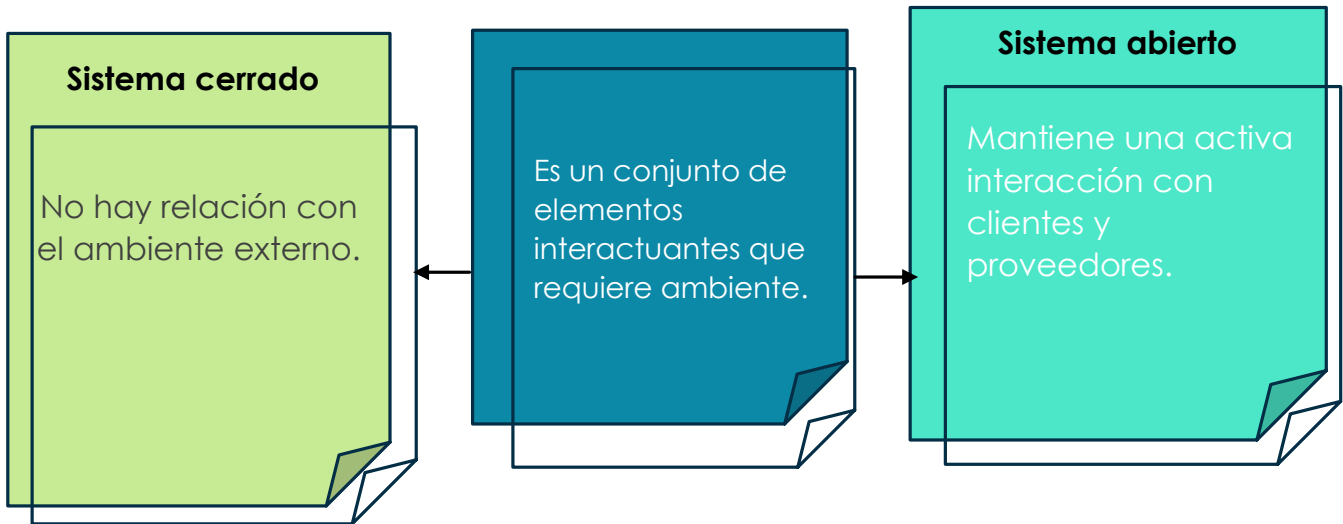 Sistema cerrado
No hay relación con
el ambiente externo.
Es un conjunto de
elementos
interactuantes que
requiere ambiente.
Sistema abierto
Mantiene una activa
interacción con
clientes y
proveedores.